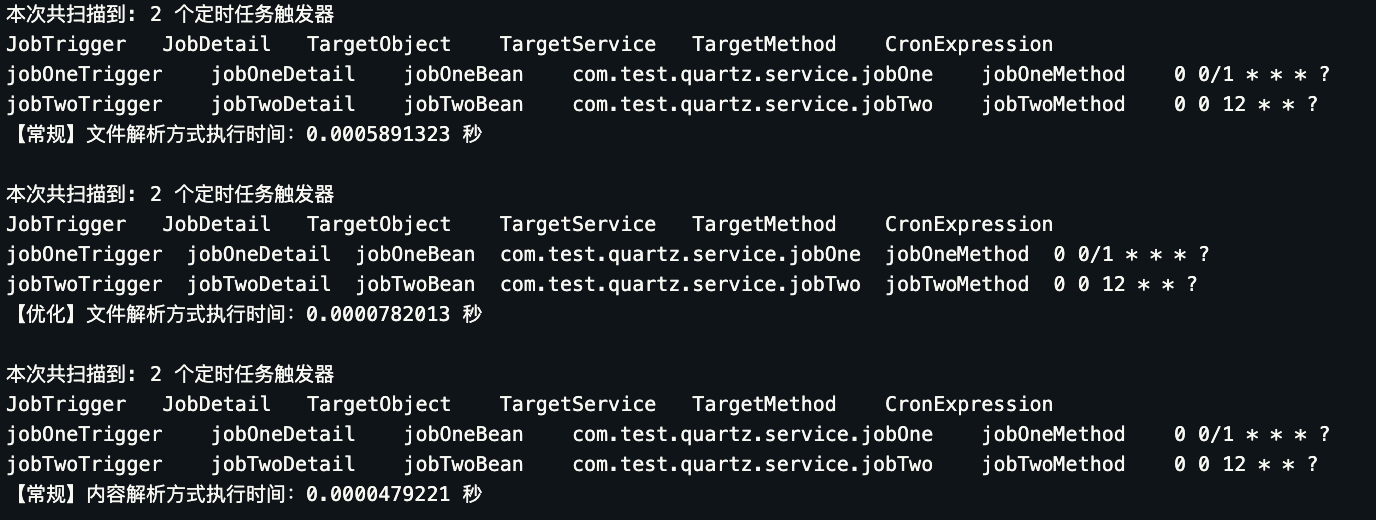 本次共扫描到: 2 个定时任务触发器
JobTrigger   JobDetail   TargetObject    TargetService   TargetMethod    CronExpression
jobOneTrigger    jobOneDetail    jobOneBean    com.test.quartz.service.jobOne    jobOneMethod    0 0/1 * * * ?
jobTwoTrigger    jobTwoDetail    jobTwoBean    com.test.quartz.service.jobTwo    jobTwoMethod    0 0 12 * * ?
【常规】文件解析方式执行时间: 0.0005891323 秒
本次共扫描到: 2 个定时任务触发器
JobTrigger   JobDetail   TargetObject    TargetService   TargetMethod    CronExpression
jobOneTrigger  jobOneDetail  jobOneBean  com.test.quartz.service.jobOne  jobOneMethod  0 0/1 * * * ?
jobTwoTrigger  jobTwoDetail  jobTwoBean  com.test.quartz.service.jobTwo  jobTwoMethod  0 0 12 * * ?
【优化】文件解析方式执行时间: 0.0000782013 秒
本次共扫描到: 2 个定时任务触发器
JobTrigger   JobDetail   TargetObject    TargetService   TargetMethod    CronExpression
jobOneTrigger    jobOneDetail    jobOneBean    com.test.quartz.service.jobOne    jobOneMethod    0 0/1 * * * ?
jobTwoTrigger    jobTwoDetail    jobTwoBean    com.test.quartz.service.jobTwo    jobTwoMethod    0 0 12 * * ?
【常规】内容解析方式执行时间: 0.0000479221 秒